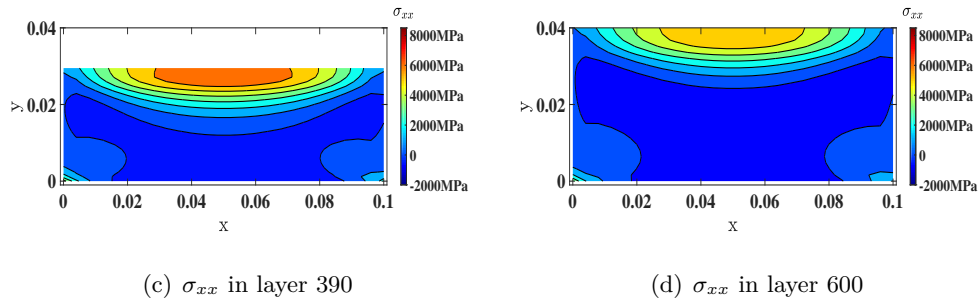 σxx
0.04
8000MPa
6000MPa
0.02
4000MPa
y
2000MPa
0
0
-2000MPa
0 0.02 0.04 0.06 0.08 0.1
x
(c) σxx in layer 390
σxx
0.04
8000MPa
6000MPa
0.02
4000MPa
y
2000MPa
0
0
-2000MPa
0 0.02 0.04 0.06 0.08 0.1
x
(d) σxx in layer 600